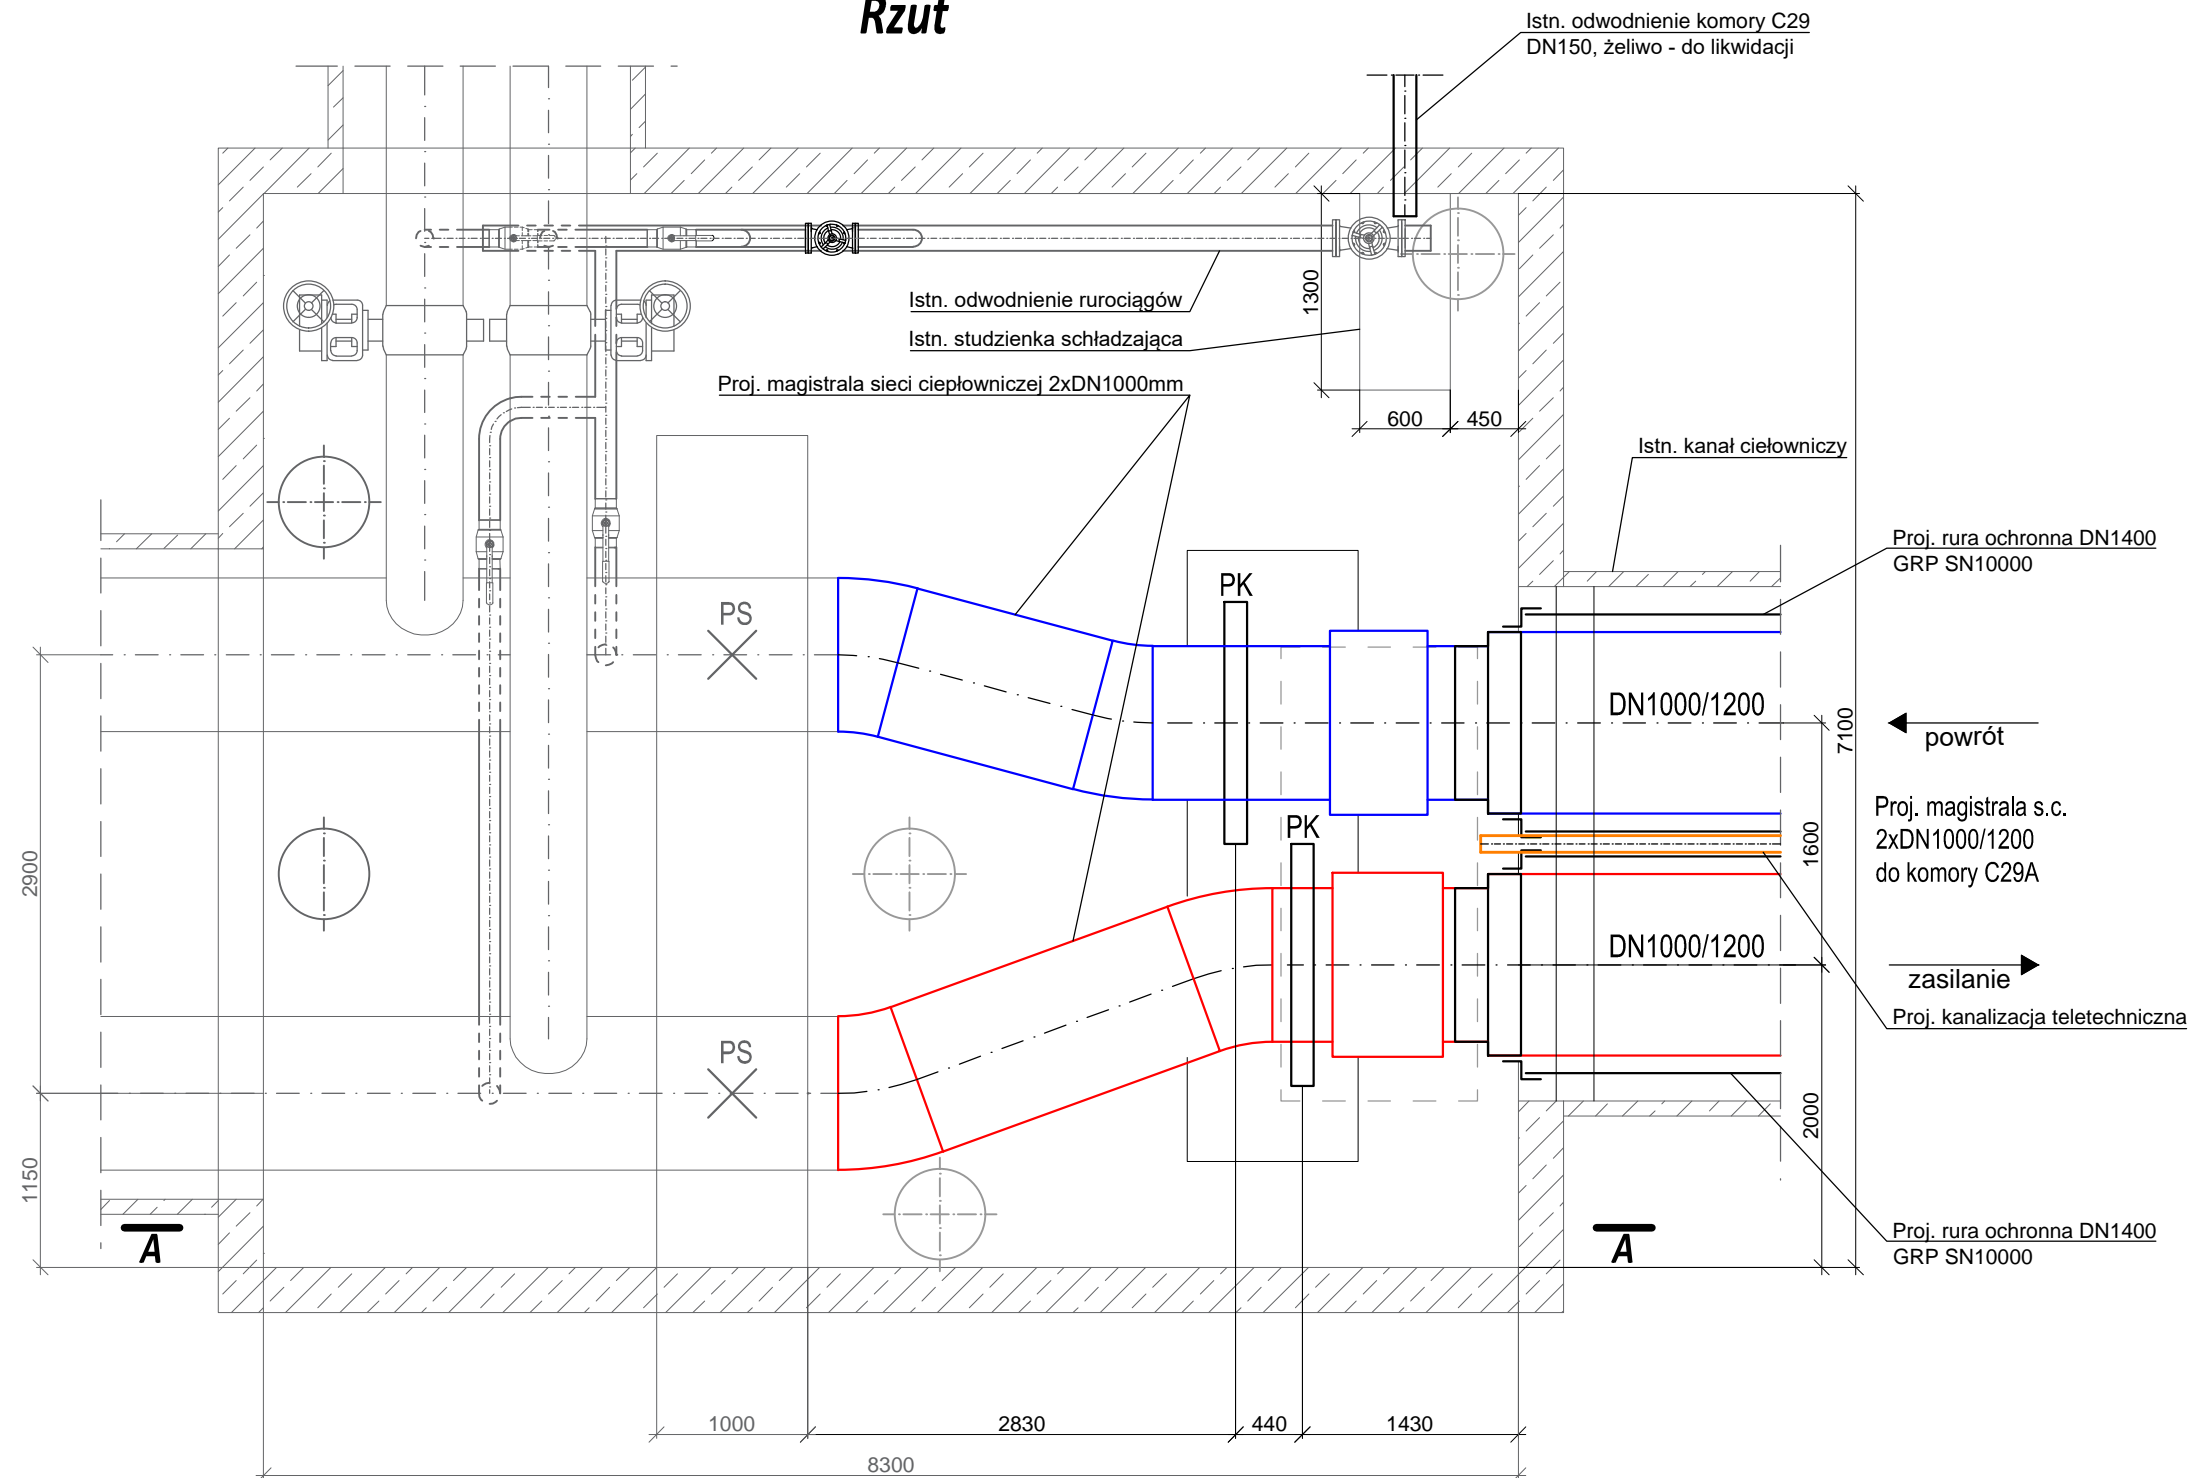 Rzut
Istn. odwodnienie komory C29
DN150, żeliwo - do likwidacji
Istn. odwodnienie rurociągów
1300
Istn. studzienka schładzająca
Proj. magistrala sieci ciepłowniczej 2xDN1000mm
600
450
Istn. kanał ciełowniczy
Proj. rura ochronna DN1400
GRP SN10000
PK
PS
DN1000/1200
7100
powrót
Proj. magistrala s.c.
2xDN1000/1200
do komory C29A
PK
1600
2900
DN1000/1200
zasilanie
Proj. kanalizacja teletechniczna
PS
2000
1150
A
A
Proj. rura ochronna DN1400
GRP SN10000
1000
2830
440
1430
8300